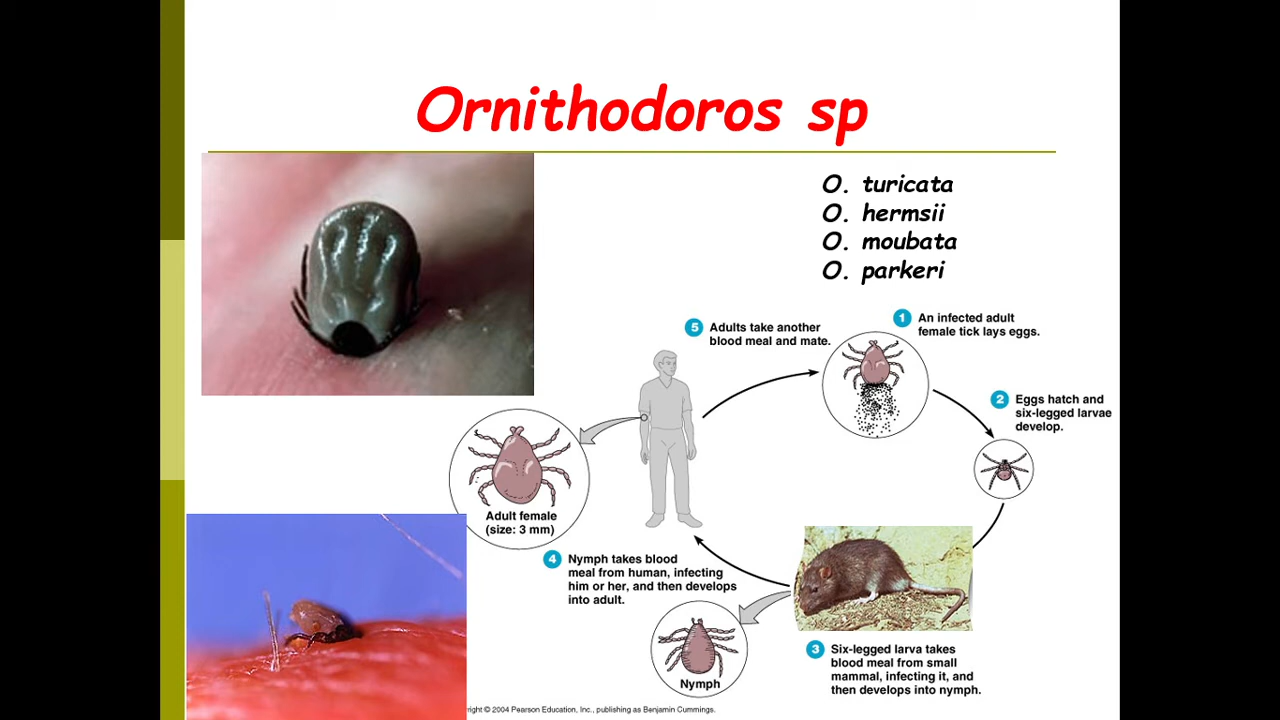 Ornithodoros sp
O. turicata
O. hermsii
O. moubata
O. parkeri
1 An infected adult
female tick lays eggs.
2 Eggs hatch and
six-legged larvae
develop.
3 Six-legged larva takes
blood meal from small
mammal, infecting it, and
then develops into nymph.
Nymph
4 Nymph takes blood
meal from human, infecting
him or her, and then develops
into adult.
Adult female
(size: 3 mm)
5 Adults take another
blood meal and mate.
right © 2004 Pearson Education, Inc., publishing as Benjamin Cummings.